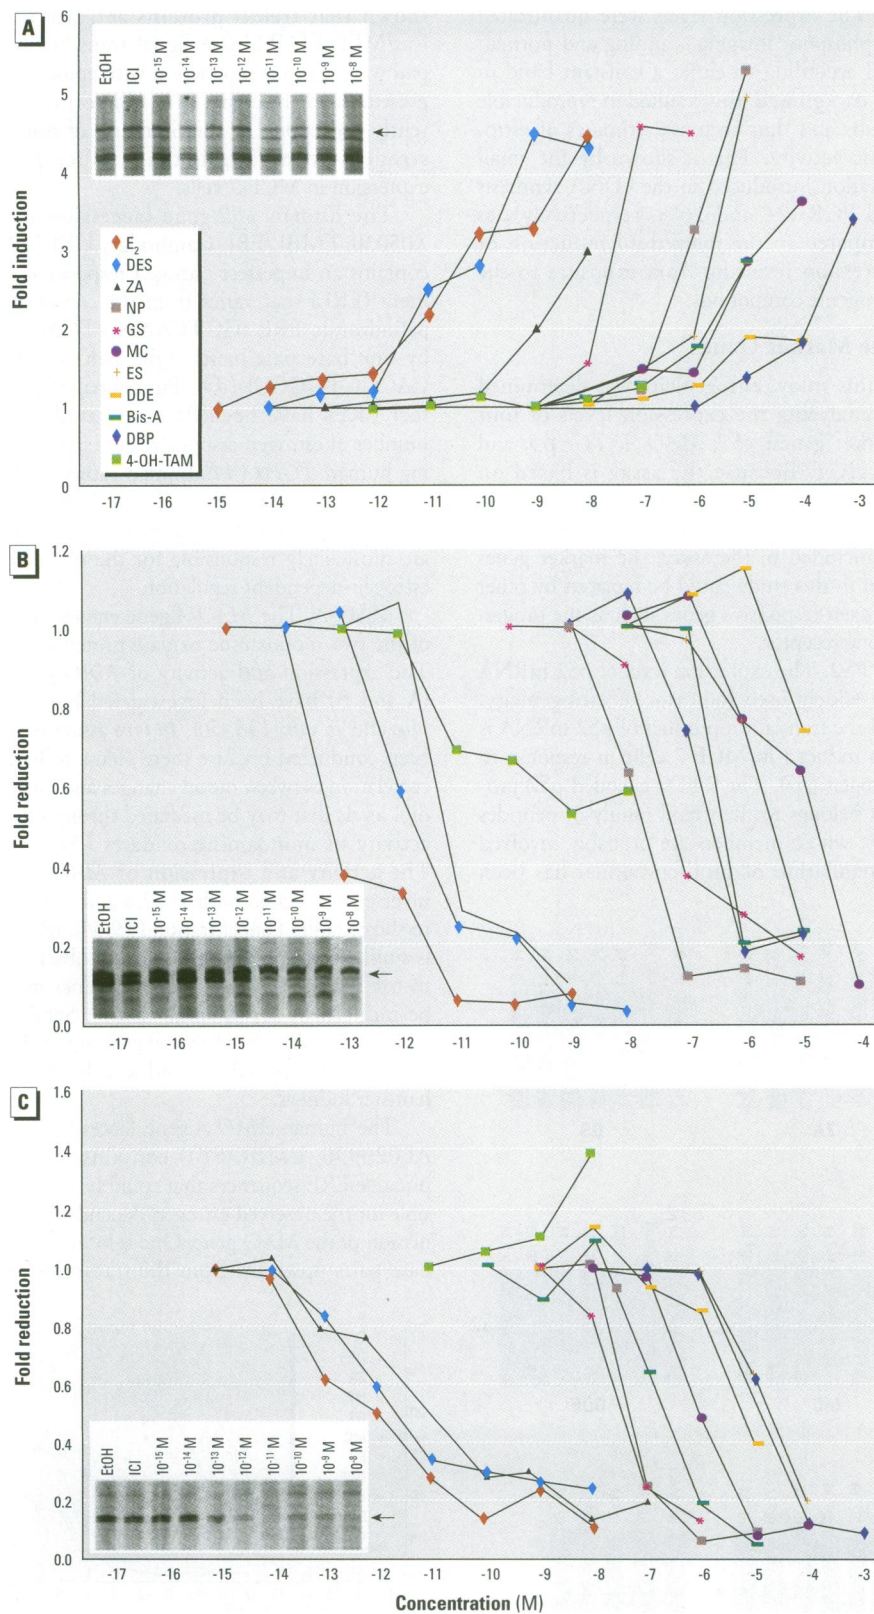 A
6
5
4
3
2
1
0
Fold induction
EtOH
ICI
10-15 M
10-14 M
10-13 M
10-12 M
10-11 M
10-10 M
10-9 M
10-8 M
E2
DES
ZA
NP
GS
MC
ES
DDE
Bis-A
DBP
4-OH-TAM
-17 -16 -15 -14 -13 -12 -11 -10 -9 -8 -7 -6 -5 -4 -3
B
1.2
1.0
0.8
0.6
0.4
0.2
0.0
Fold reduction
EtOH
ICI
10-15 M
10-14 M
10-13 M
10-12 M
10-11 M
10-10 M
10-9 M
10-8 M
-17 -16 -15 -14 -13 -12 -11 -10 -9 -8 -7 -6 -5 -4
C
1.6
1.4
1.2
1.0
0.8
0.6
0.4
0.2
0.0
Fold reduction
EtOH
ICI
10-15 M
10-14 M
10-13 M
10-12 M
10-11 M
10-10 M
10-9 M
10-8 M
-17 -16 -15 -14 -13 -12 -11 -10 -9 -8 -7 -6 -5 -4 -3
Concentration (M)